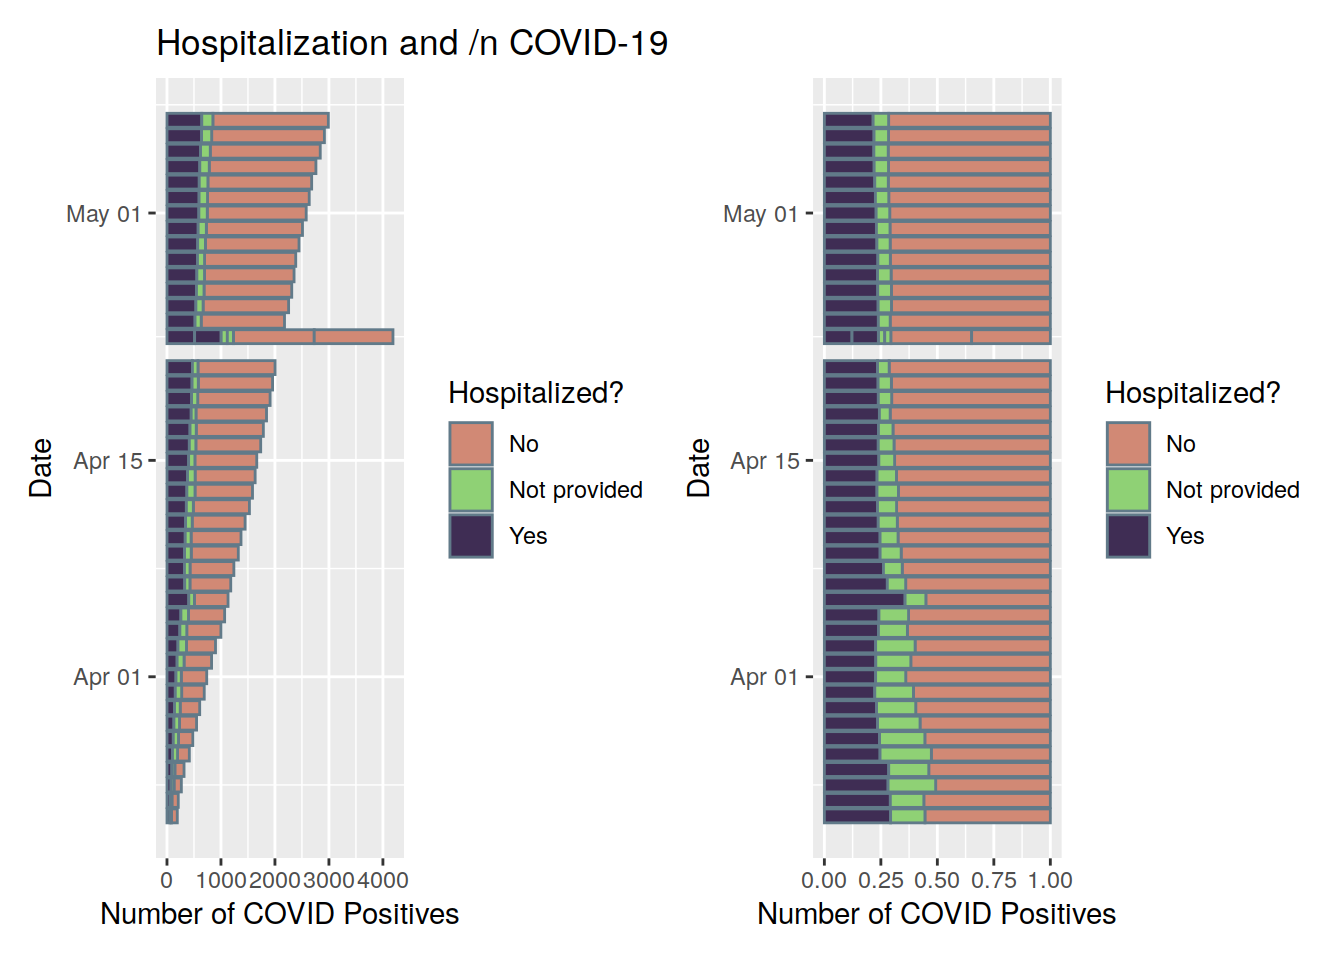 Hospitalization and /n COVID-19
May 01
Apr 15
Apr 01
Date
0 1000 2000 3000 4000
Number of COVID Positives
Hospitalized?
No
Not provided
Yes
May 01
Apr 15
Apr 01
Date
0.00 0.25 0.50 0.75 1.00
Number of COVID Positives
Hospitalized?
No
Not provided
Yes